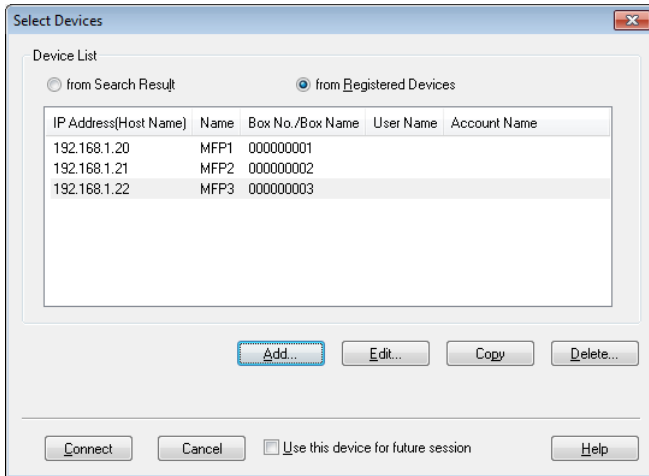 Select Devices
Device List
from Search Result from Registered Devices
IP Address(Host Name) Name Box No./Box Name User Name Account Name
192.168.1.20 MFP1 000000001
192.168.1.21 MFP2 000000002
192.168.1.22 MFP3 000000003
Add... Edit... Copy Delete...
Connect Cancel Use this device for future session Help